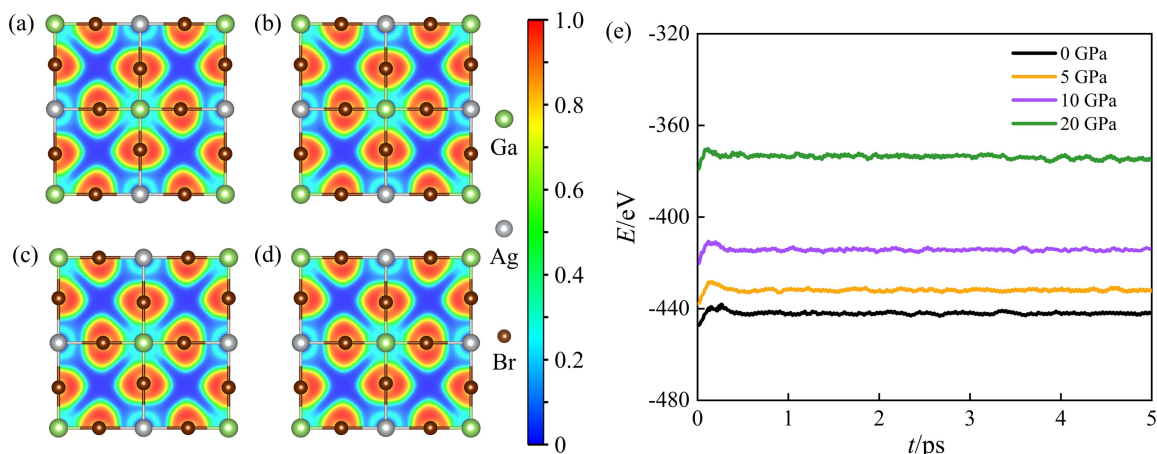 (a)
(b)
(c)
(d)
Ga
Ag
Br
1.0
0.8
0.6
0.4
0.2
0
(e)
-320
-360
-400
-440
-480
E/eV
0 GPa
5 GPa
10 GPa
20 GPa
0
1
2
3
4
5
t/ps